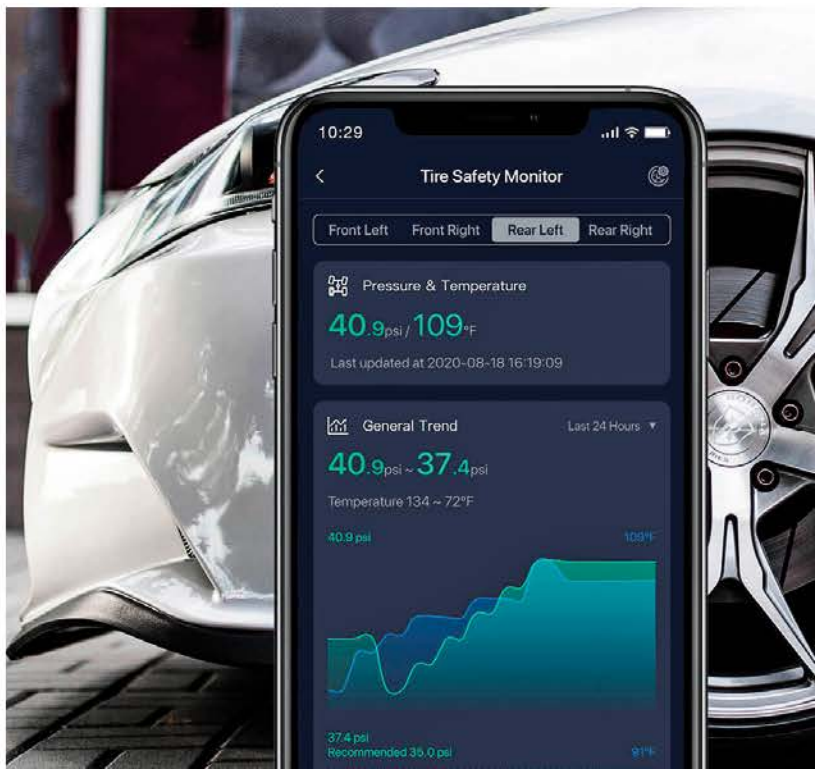 10:29
Tire Safety Monitor
Front Left Front Right Rear Left Rear Right
Pressure & Temperature
40.9psi / 109°F
Last updated at 2020-08-18 16:19:09
General Trend Last 24 Hours ▼
40.9psi ~ 37.4psi
Temperature 134 ~ 72°F
40.9 psi 109°F
37.4 psi
Recommended 35.0 psi 91°F